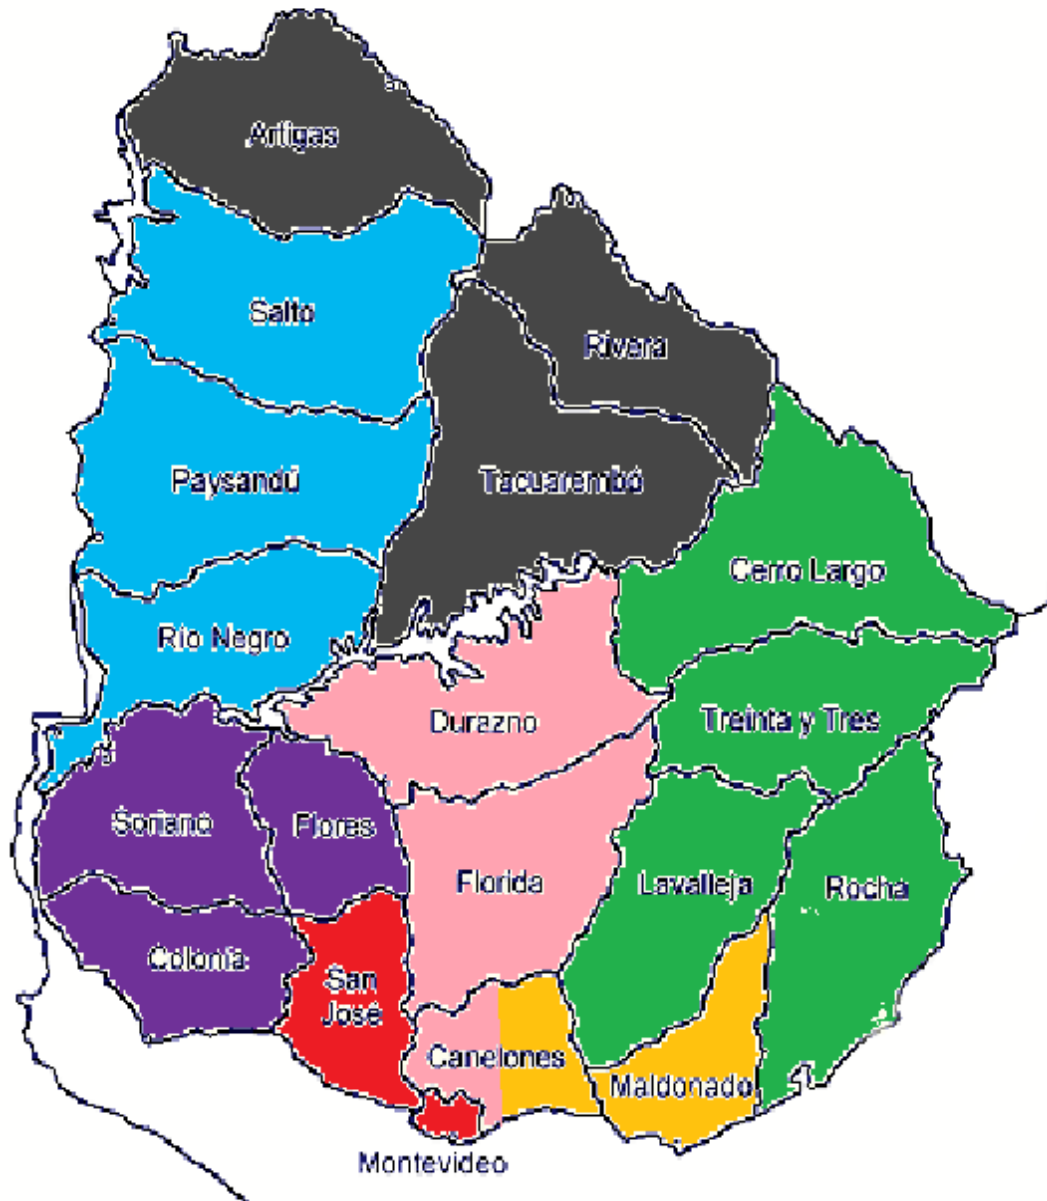 Artigas
Salto
Rivera
Paysandú
Tacuarembó
Cerro Largo
Río Negro
Durazno
Treinta y Tres
Soriano
Flores
Florida
Lavalleja
Rocha
Colonia
San
José
Canelones
Maldonado
Montevideo